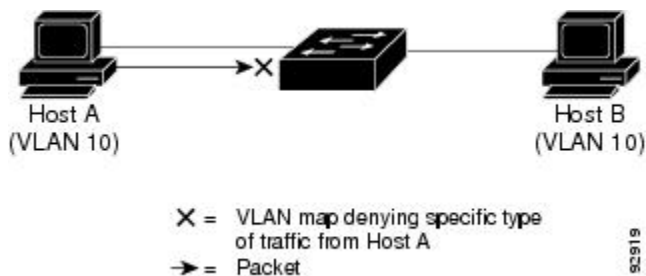 Host A
(VLAN 10)
Host B
(VLAN 10)
X = VLAN map denying specific type
of traffic from Host A
→ = Packet
92919